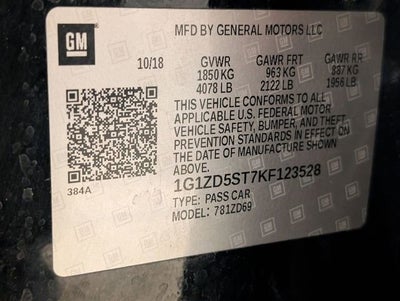 GM
MFD BY GENERAL MOTORS LLC
10/18 GVWR GAWR FRT GAWR RR
1850 KG 963 KG 887 KG
4078 LB 2122 LB 1956 LB
THIS VEHICLE CONFORMS TO ALL
APPLICABLE U.S. FEDERAL MOTOR
VEHICLE SAFETY, BUMPER, AND THEFT
PREVENTION STANDARDS IN EFFECT ON
THE DATE OF MANUFACTURE SHOWN
ABOVE.
384A
1G1ZD5ST7KF123528
TYPE: PASS CAR
MODEL: 781ZD69